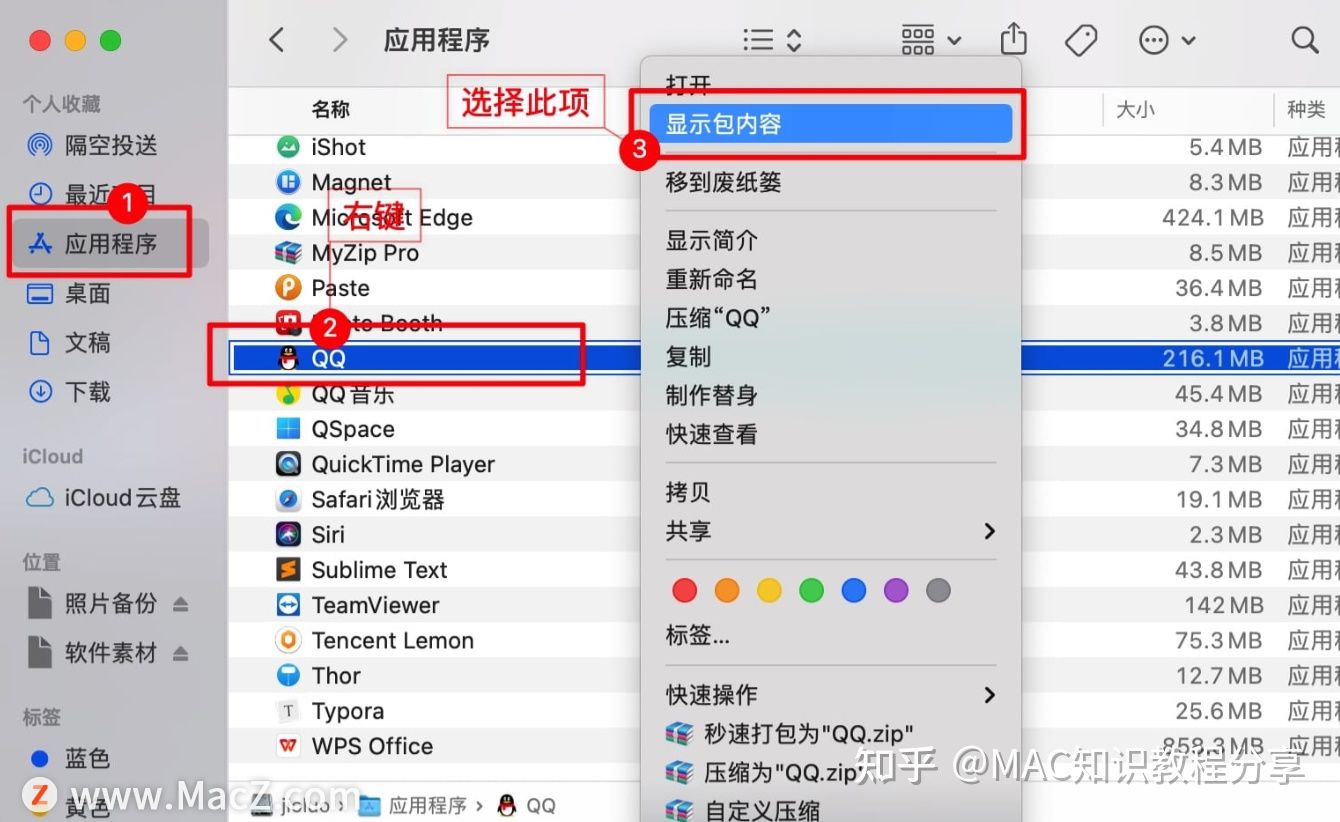 应用程序
个人收藏
隔空投送
最近
目
应用程序
桌面
文稿
下载
iCloud
iCloud云盘
位置
照片备份
软件素材
标签
蓝色
黄色
名称
大小
种类
iShot
5.4 MB
Magnet
8.3 MB
Microsoft Edge
424.1 MB
MyZip Pro
8.5 MB
Paste
36.4 MB
Booth
3.8 MB
QQ
216.1 MB
QQ音乐
45.4 MB
QSpace
34.8 MB
QuickTime Player
7.3 MB
Safari浏览器
19.1 MB
Siri
2.3 MB
Sublime Text
43.8 MB
TeamViewer
142 MB
Tencent Lemon
75.3 MB
Thor
12.7 MB
Typora
25.6 MB
WPS Office
858.3 MB
打开
显示包内容
移到废纸篓
显示简介
重新命名
压缩“QQ”
复制
制作替身
快速查看
拷贝
共享
标签...
快速操作
秒速打包为"QQ.zip"
压缩为"QQ.zip
自定义压缩
选择此项
右键
1
2
3
应用程序 › QQ
www.MacZ.com
知乎 @MAC知识教程分享